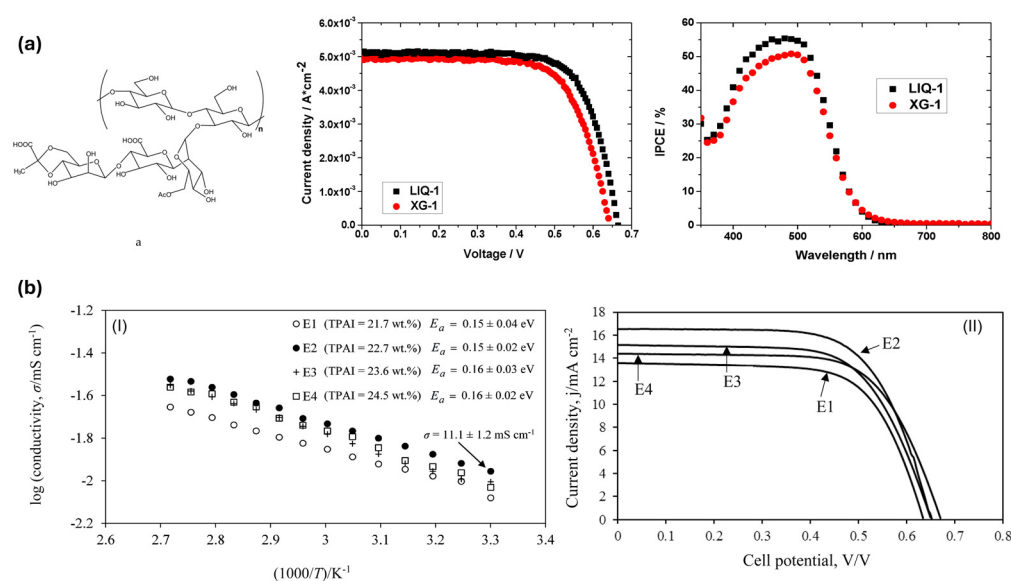 (a)
OH
OH
HO
O
HO
O
OH
O
O
O
OH
n
HOOC
HOOC
OH
H₃C
HO
OH
AcO
OH
OH
a
Current density / A*cm-2
6.0x10⁻³
5.0x10⁻³
4.0x10⁻³
3.0x10⁻³
2.0x10⁻³
1.0x10⁻³
0.0
LIQ-1
XG-1
0.0 0.1 0.2 0.3 0.4 0.5 0.6 0.7
Voltage / V
IPCE / %
60
50
40
30
20
10
0
LIQ-1
XG-1
400 500 600 700 800
Wavelength / nm
(b)
log (conductivity, σ/mS cm⁻¹)
-1.2
-1.4
-1.6
-1.8
-2
-2.2
(I)
E1 (TPAI = 21.7 wt.%) Eₐ = 0.15 ± 0.04 eV
E2 (TPAI = 22.7 wt.%) Eₐ = 0.15 ± 0.02 eV
E3 (TPAI = 23.6 wt.%) Eₐ = 0.16 ± 0.03 eV
E4 (TPAI = 24.5 wt.%) Eₐ = 0.16 ± 0.02 eV
σ = 11.1 ± 1.2 mS cm⁻¹
2.6 2.7 2.8 2.9 3 3.1 3.2 3.3 3.4
(1000/T)/K⁻¹
Current density, j/mA cm⁻²
18
16
14
12
10
8
6
4
2
0
(II)
E2
E4
E3
E1
0 0.1 0.2 0.3 0.4 0.5 0.6 0.7 0.8
Cell potential, V/V